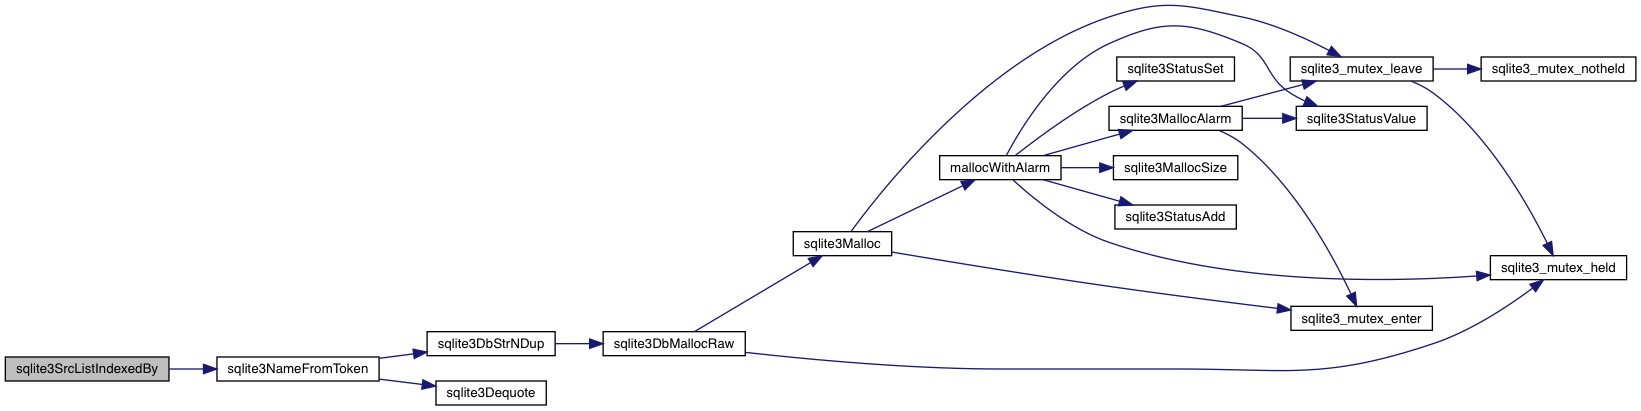 sqlite3SrcListIndexedBy
sqlite3NameFromToken
sqlite3DbStrNDup
sqlite3Dequote
sqlite3DbMallocRaw
sqlite3Malloc
mallocWithAlarm
sqlite3StatusSet
sqlite3MallocAlarm
sqlite3MallocSize
sqlite3StatusAdd
sqlite3_mutex_leave
sqlite3StatusValue
sqlite3_mutex_enter
sqlite3_mutex_notheld
sqlite3_mutex_held